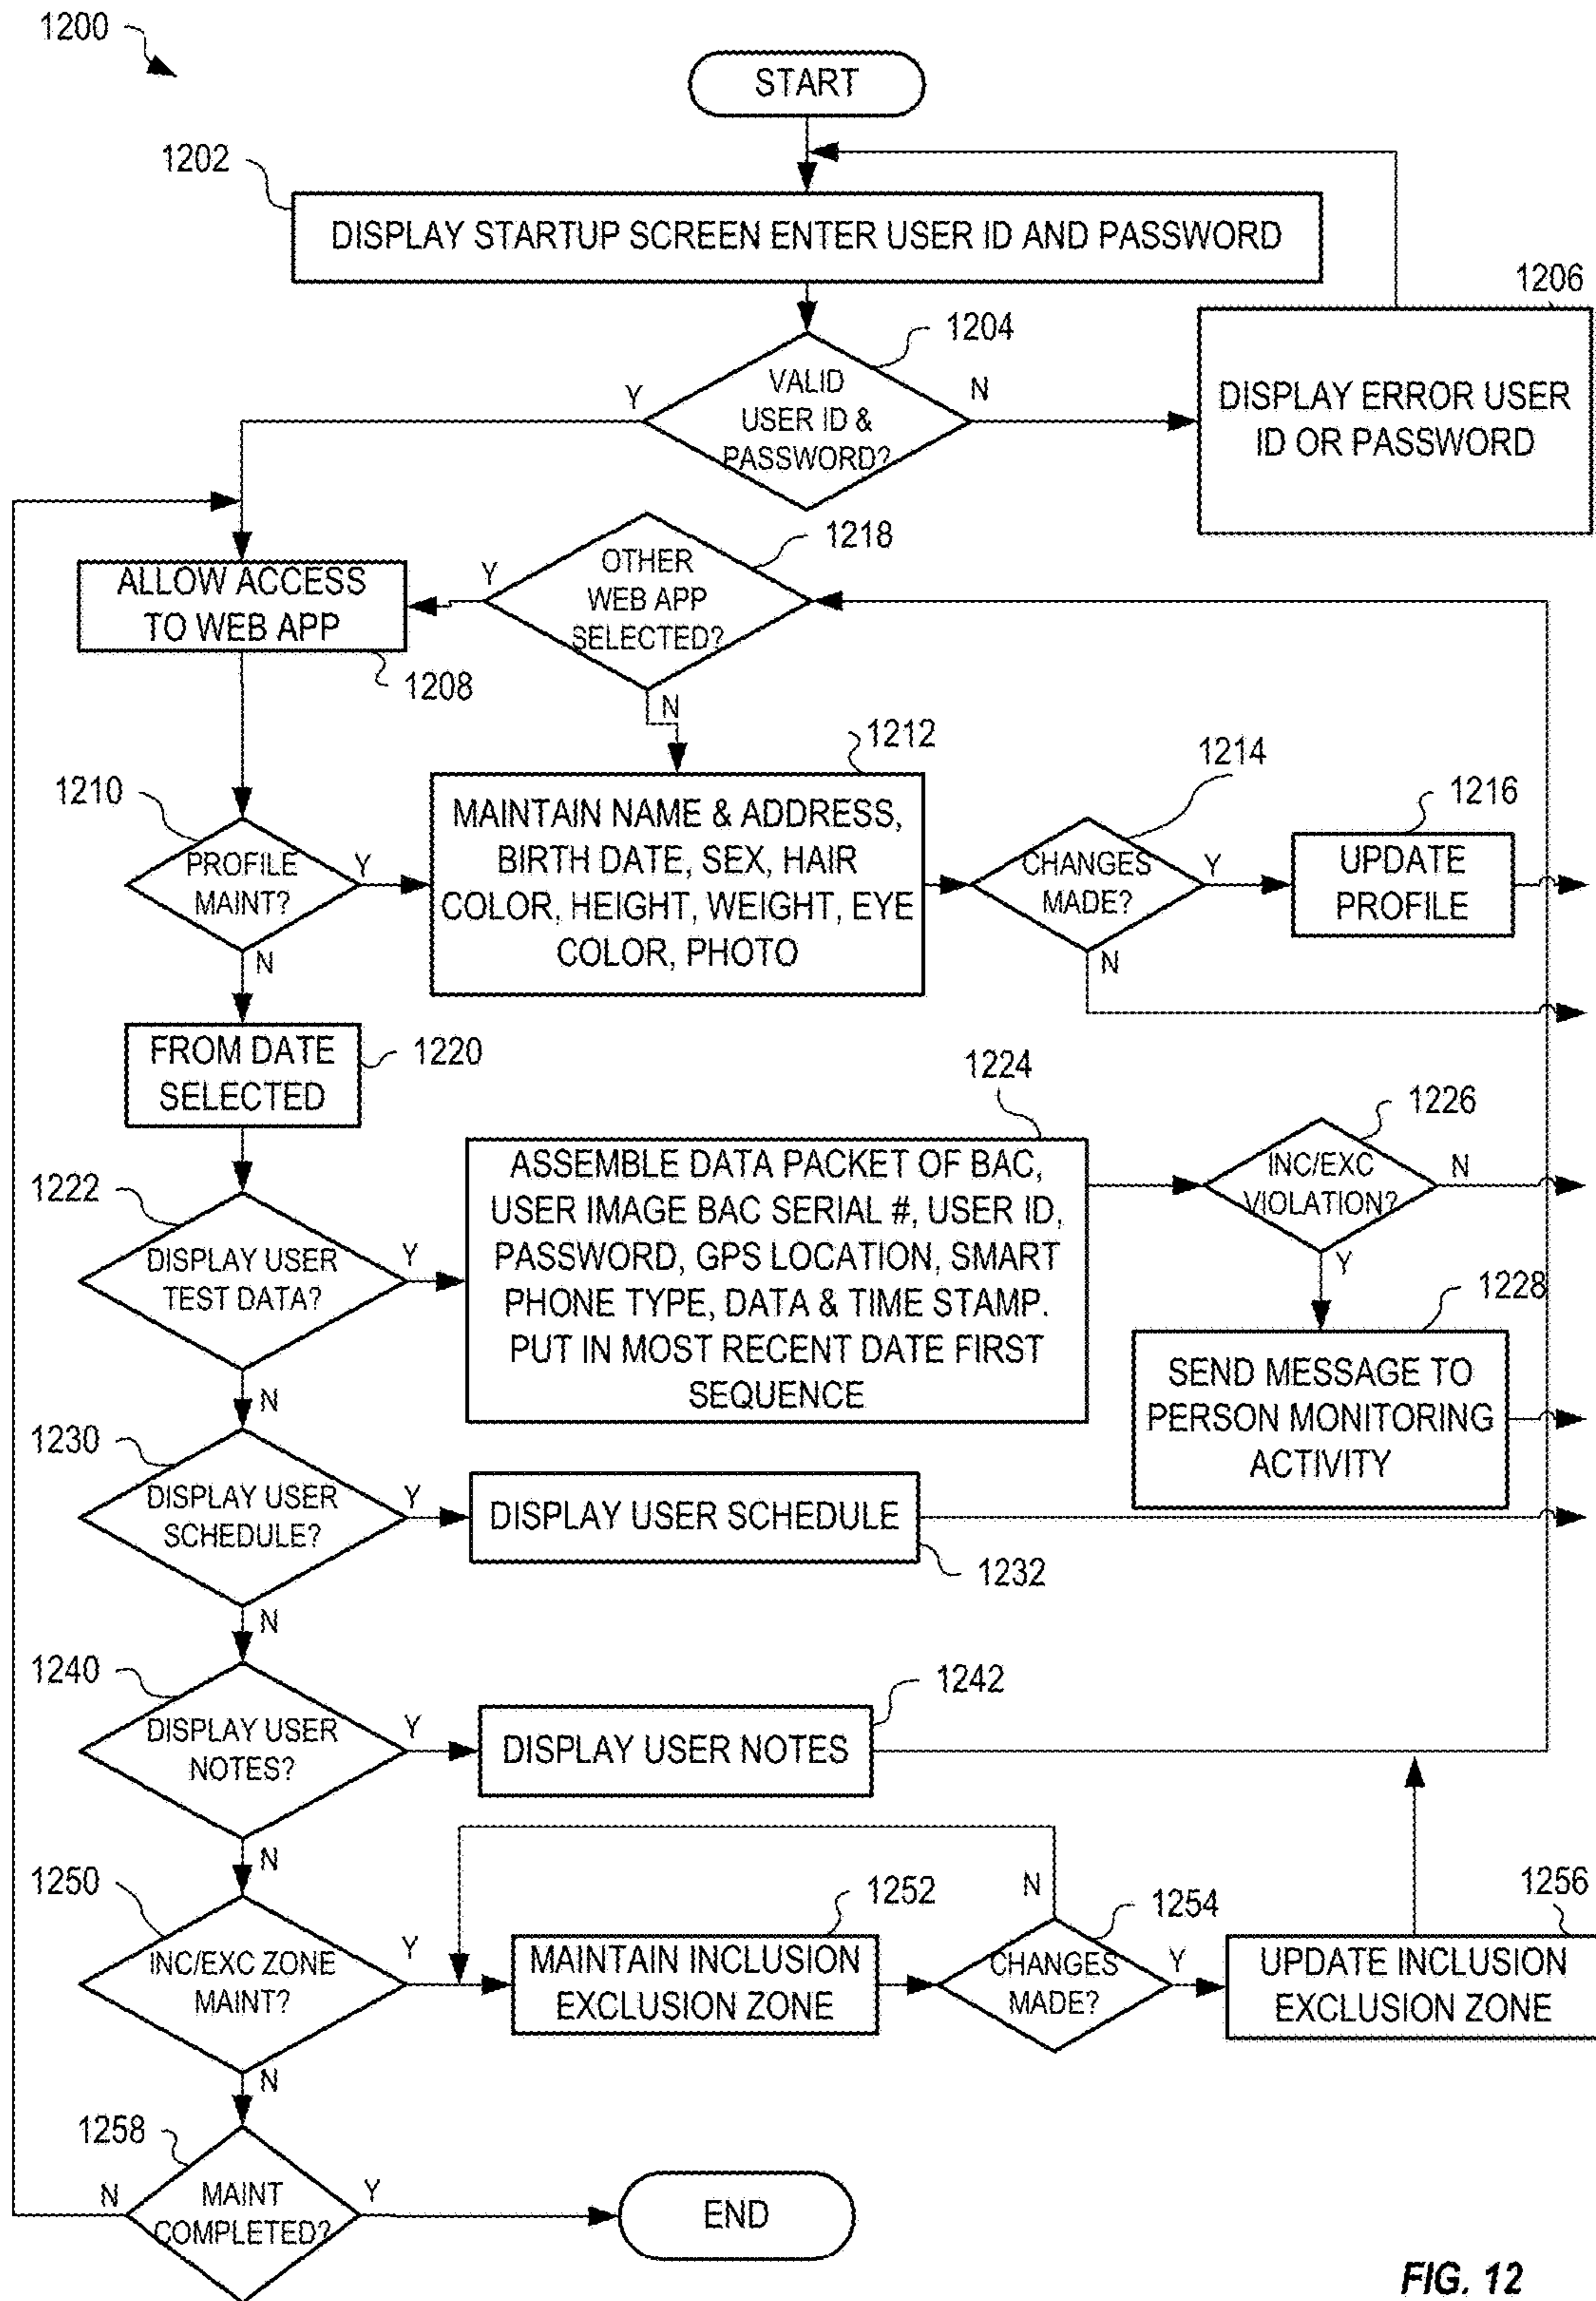 1200
START
1202
DISPLAY STARTUP SCREEN ENTER USER ID AND PASSWORD
1206
DISPLAY ERROR USER
ID OR PASSWORD
1204
VALID
USER ID &
PASSWORD?
Y
N
1218
OTHER
WEB APP
SELECTED?
Y
N
ALLOW ACCESS
TO WEB APP
1208
1210
PROFILE
MAINT?
Y
N
1212
MAINTAIN NAME & ADDRESS,
BIRTH DATE, SEX, HAIR
COLOR, HEIGHT, WEIGHT, EYE
COLOR, PHOTO
1214
CHANGES
MADE?
Y
N
1216
UPDATE
PROFILE
FROM DATE
SELECTED
1220
1222
DISPLAY USER
TEST DATA?
Y
N
1224
ASSEMBLE DATA PACKET OF BAC,
USER IMAGE BAC SERIAL #, USER ID,
PASSWORD, GPS LOCATION, SMART
PHONE TYPE, DATA & TIME STAMP.
PUT IN MOST RECENT DATE FIRST
SEQUENCE
1226
INC/EXC
VIOLATION?
N
Y
1228
SEND MESSAGE TO
PERSON MONITORING
ACTIVITY
1230
DISPLAY USER
SCHEDULE?
Y
N
DISPLAY USER SCHEDULE
1232
1240
DISPLAY USER
NOTES?
Y
N
1242
DISPLAY USER NOTES
1250
INC/EXC ZONE
MAINT?
Y
N
1252
MAINTAIN INCLUSION
EXCLUSION ZONE
1254
CHANGES
MADE?
N
Y
1256
UPDATE INCLUSION
EXCLUSION ZONE
1258
MAINT
COMPLETED?
N
Y
END
FIG. 12